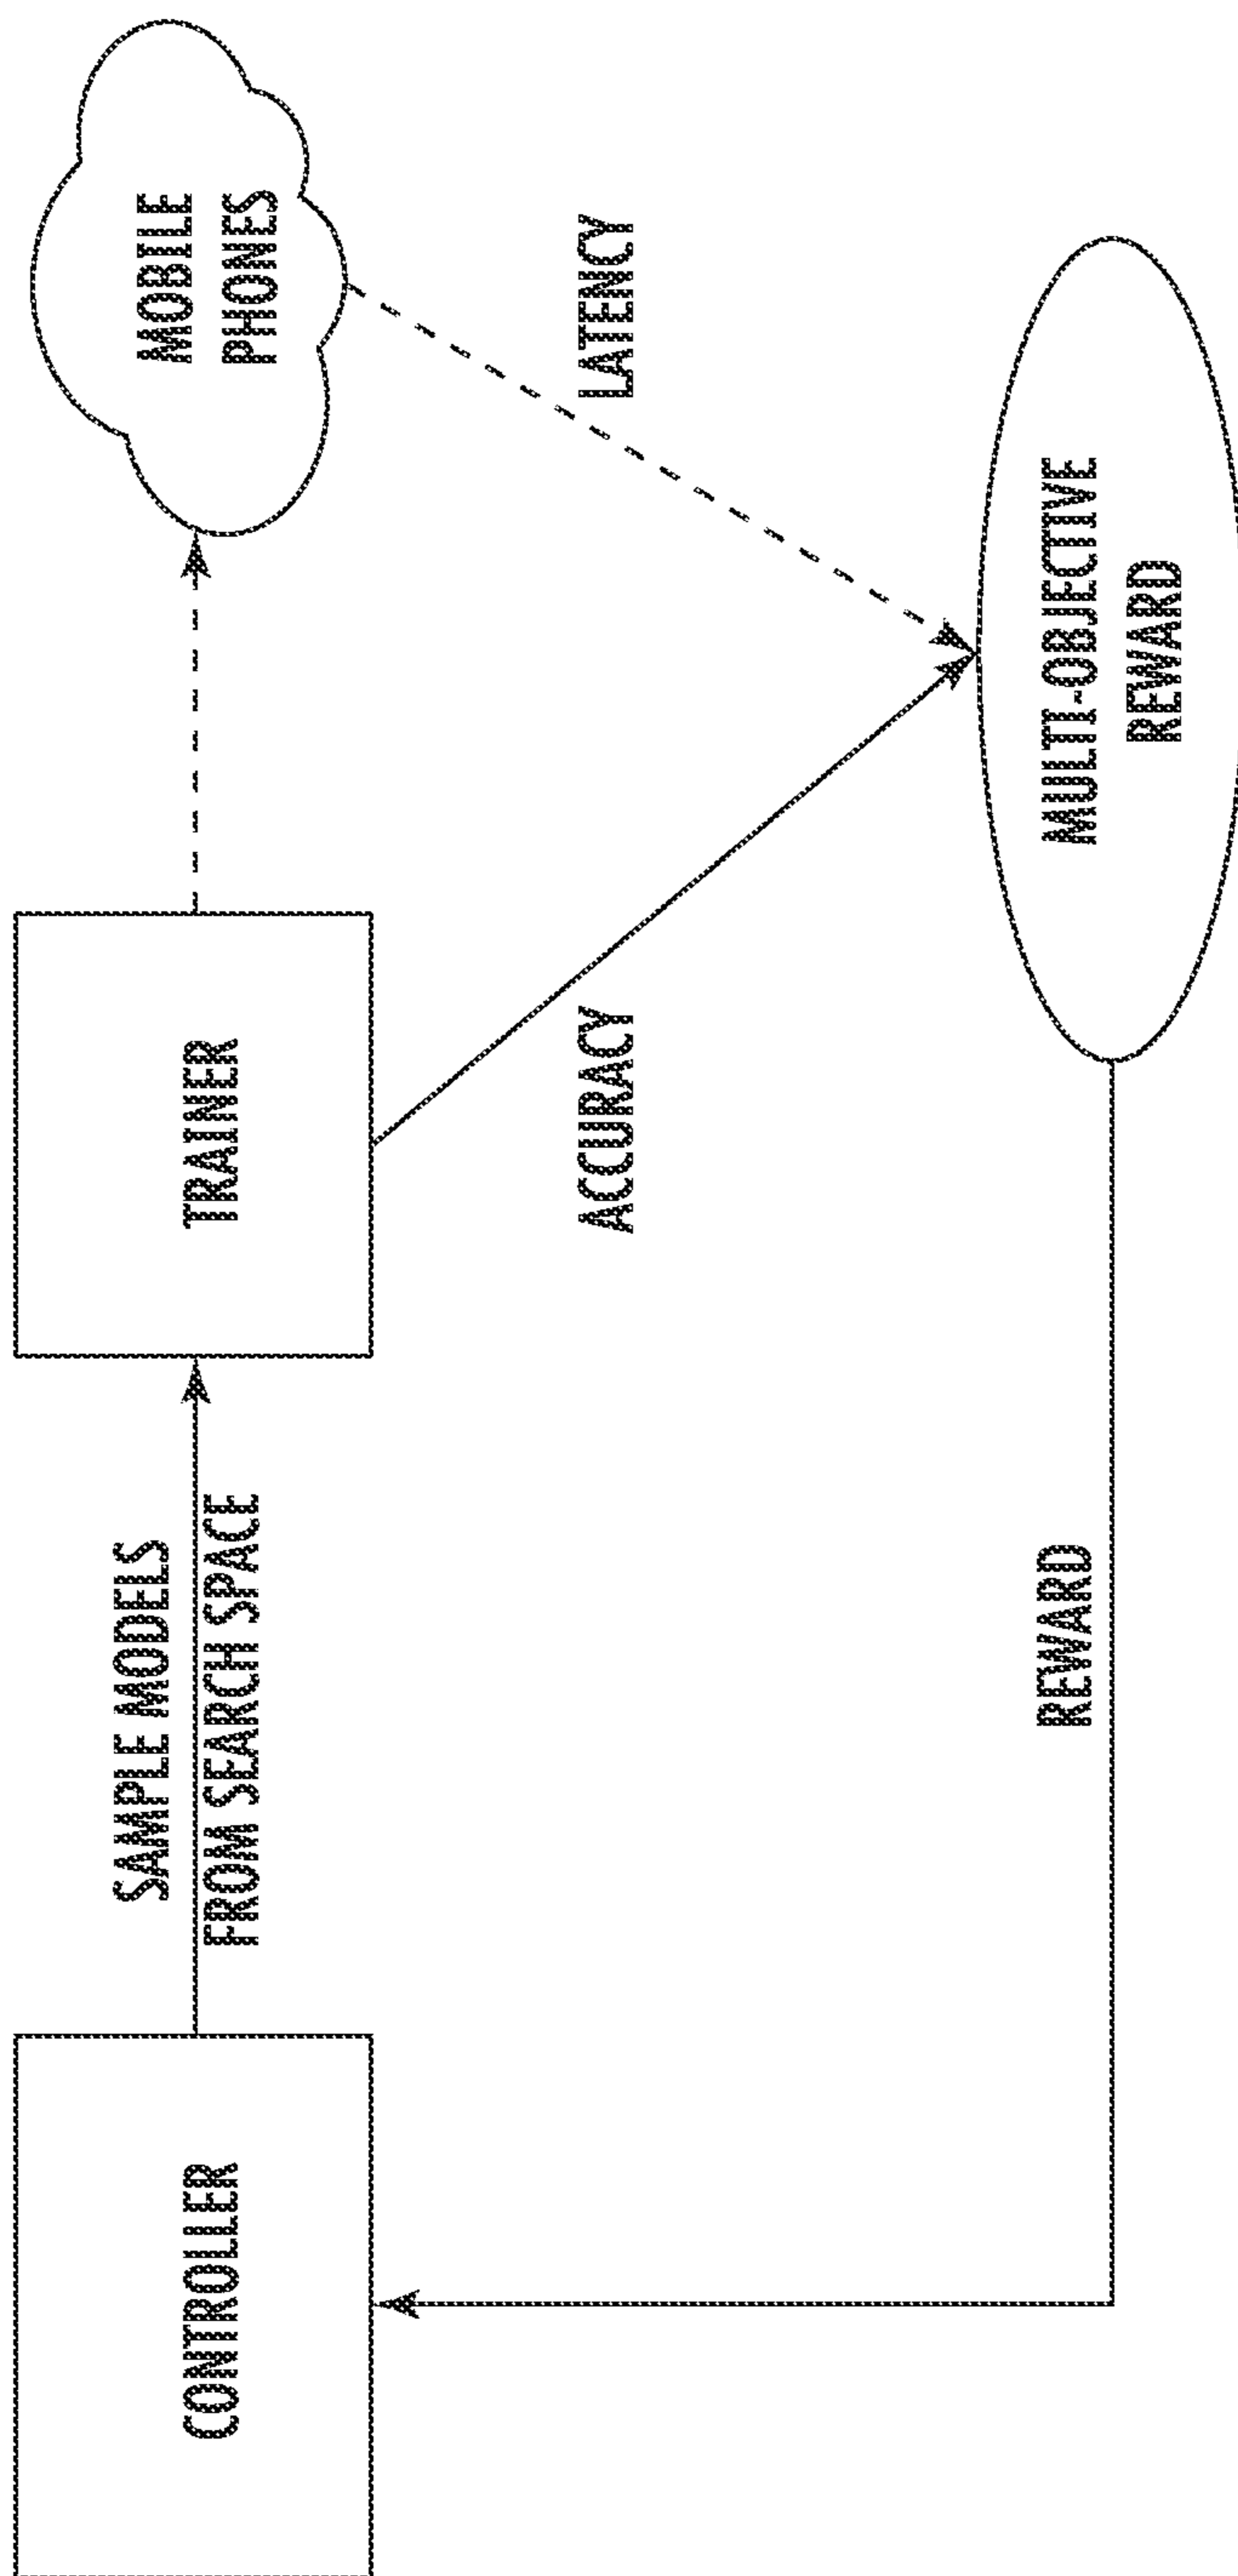 CONTROLLER
SAMPLE MODELS
FROM SEARCH SPACE
TRAINER
MOBILE
PHONES
ACCURACY
LATENCY
REWARD
MULTI-OBJECTIVE
REWARD